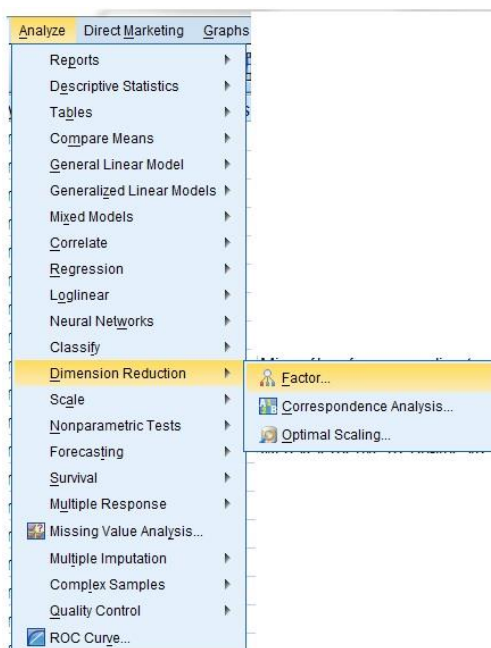 Analyze Direct Marketing Graphs
Reports
Descriptive Statistics
Tables
Compare Means
General Linear Model
Generalized Linear Models
Mixed Models
Correlate
Regression
Loglinear
Neural Networks
Classify
Dimension Reduction
Factor...
Correspondence Analysis...
Optimal Scaling...
Scale
Nonparametric Tests
Forecasting
Survival
Multiple Response
Missing Value Analysis...
Multiple Imputation
Complex Samples
Quality Control
ROC Curve...